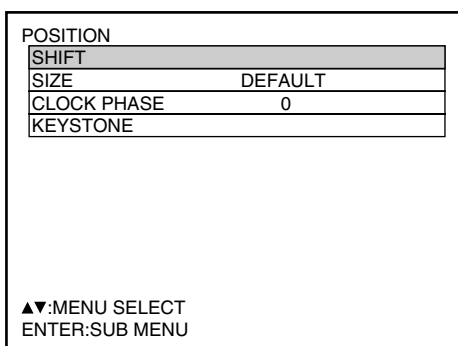 POSITION
SHIFT
SIZE DEFAULT
CLOCK PHASE 0
KEYSTONE
▲▼:MENU SELECT
ENTER:SUB MENU